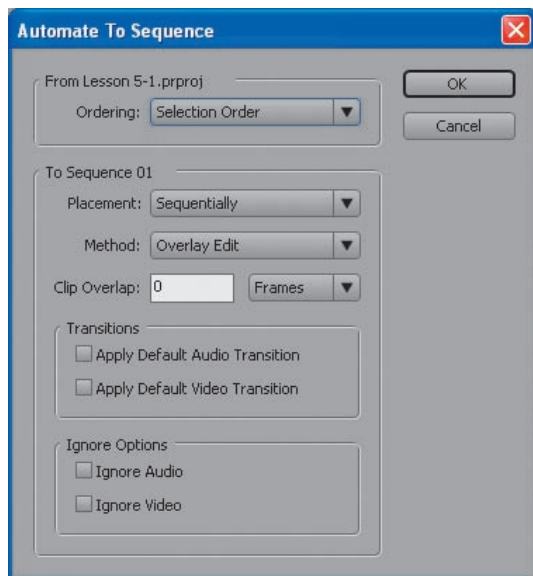 Automate To Sequence
From Lesson 5-1.prproj
Ordering: Selection Order
OK
Cancel
To Sequence 01
Placement: Sequentially
Method: Overlay Edit
Clip Overlap: 0 Frames
Transitions
Apply Default Audio Transition
Apply Default Video Transition
Ignore Options
Ignore Audio
Ignore Video